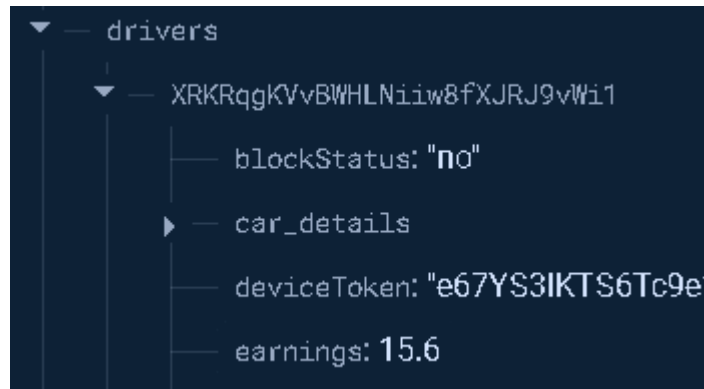 drivers
XRKRqgKVvBWHLNiiw8fXJRJ9vWi1
blockStatus: "no"
car_details
deviceToken: "e67YS3IKTS6Tc9e
earnings: 15.6